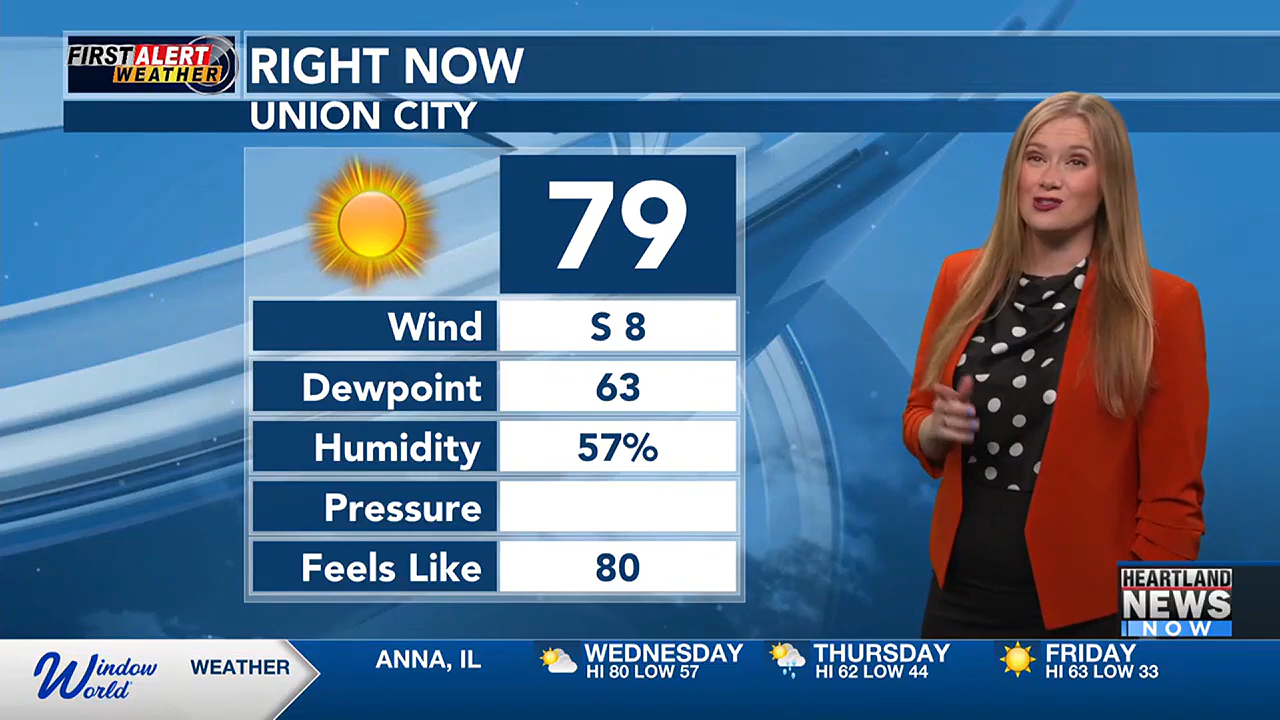 FIRST ALERT
WEATHER
RIGHT NOW
UNION CITY
79
Wind S 8
Dewpoint 63
Humidity 57%
Pressure
Feels Like 80
HEARTLAND
NEWS
NOW
Window
World
WEATHER
ANNA, IL
WEDNESDAY
HI 80 LOW 57
THURSDAY
HI 62 LOW 44
FRIDAY
HI 63 LOW 33